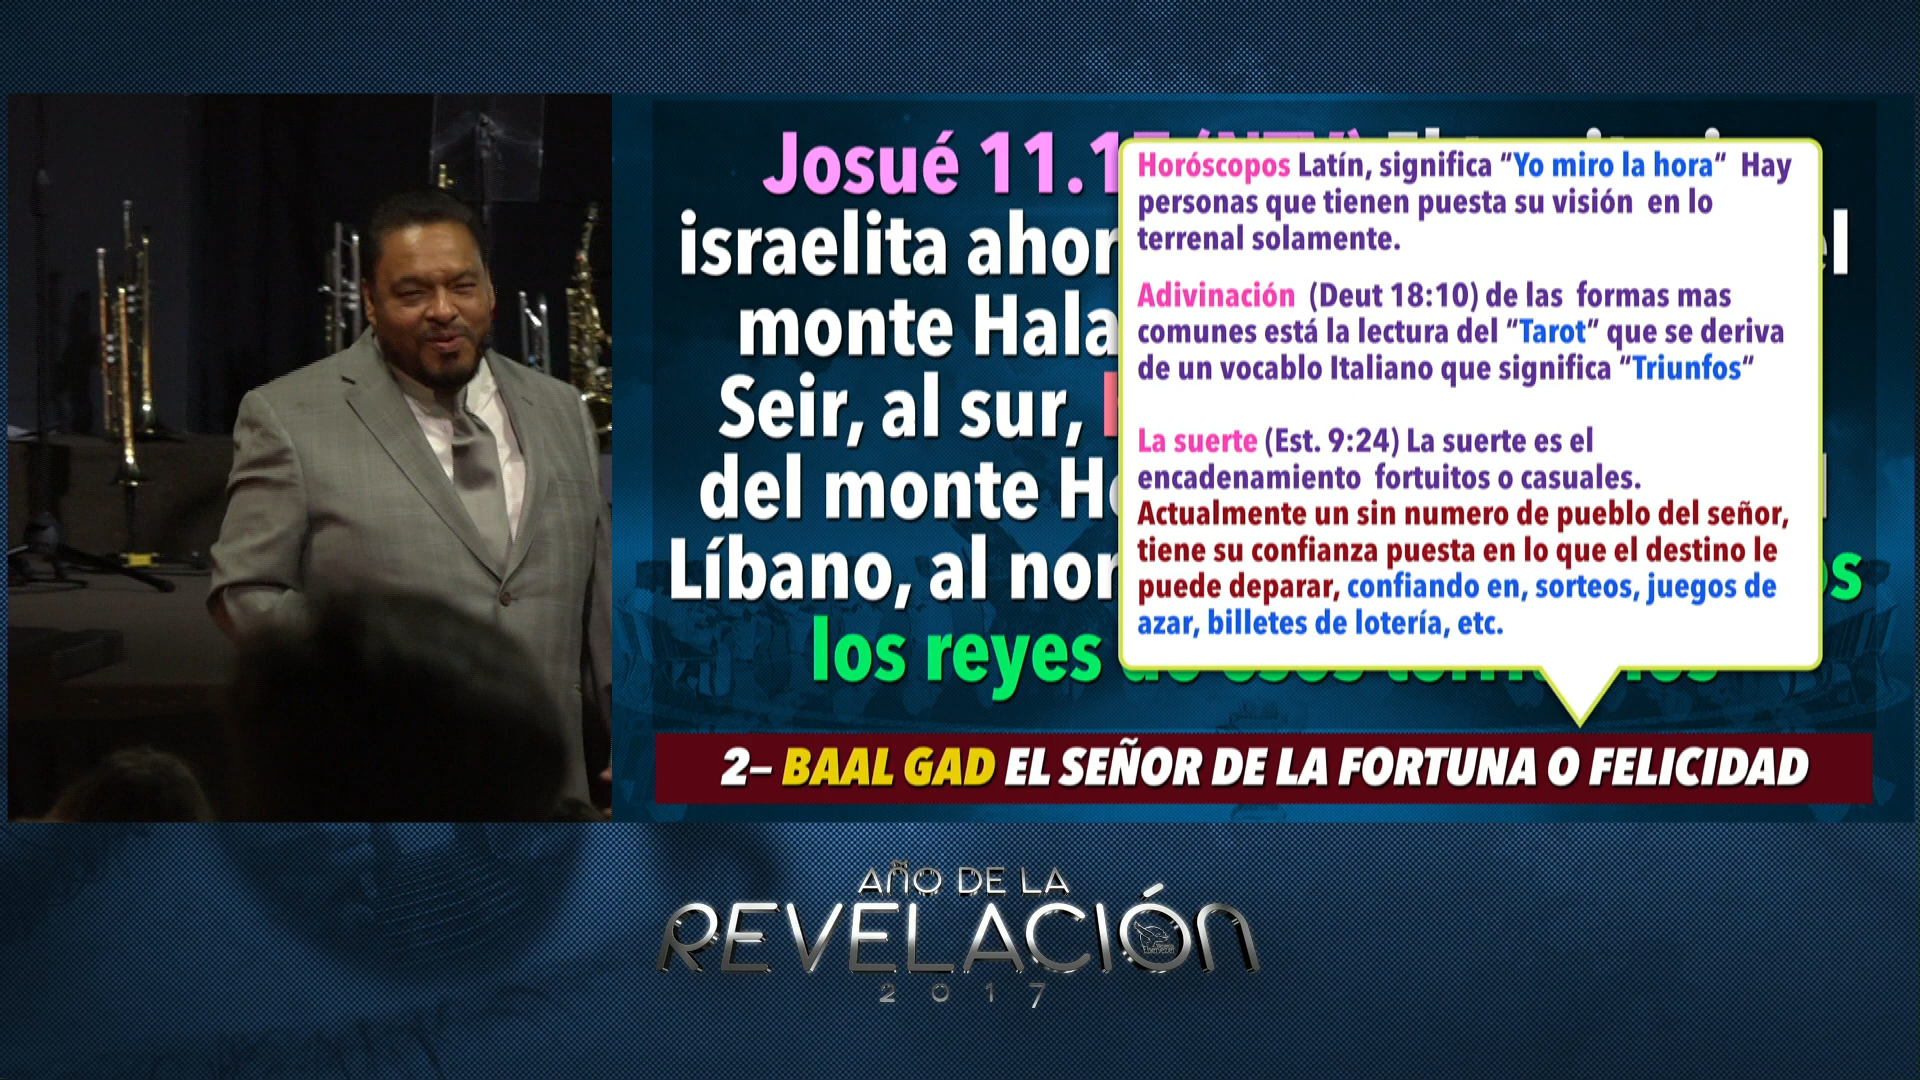 Josué 11.1
israelita ahor
monte Hala
Seir, al sur,
del monte H
Líbano, al nor
los reyes
Horóscopos Latín, significa “Yo miro la hora“ Hay
personas que tienen puesta su visión en lo
terrenal solamente.
Adivinación (Deut 18:10) de las formas mas
comunes está la lectura del “Tarot” que se deriva
de un vocablo Italiano que significa “Triunfos“
La suerte (Est. 9:24) La suerte es el
encadenamiento fortuitos o casuales.
Actualmente un sin numero de pueblo del señor,
tiene su confianza puesta en lo que el destino le
puede deparar, confiando en, sorteos, juegos de
azar, billetes de lotería, etc.
2– BAAL GAD EL SEÑOR DE LA FORTUNA O FELICIDAD
AÑO DE LA
REVELACIÓN
2017